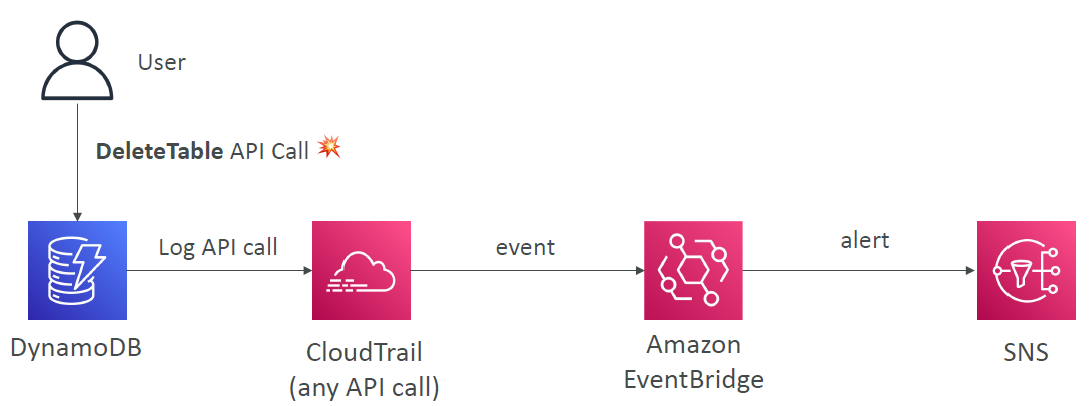 User
DeleteTable API Call
Log API call
event
alert
DynamoDB
CloudTrail
(any API call)
Amazon
EventBridge
SNS